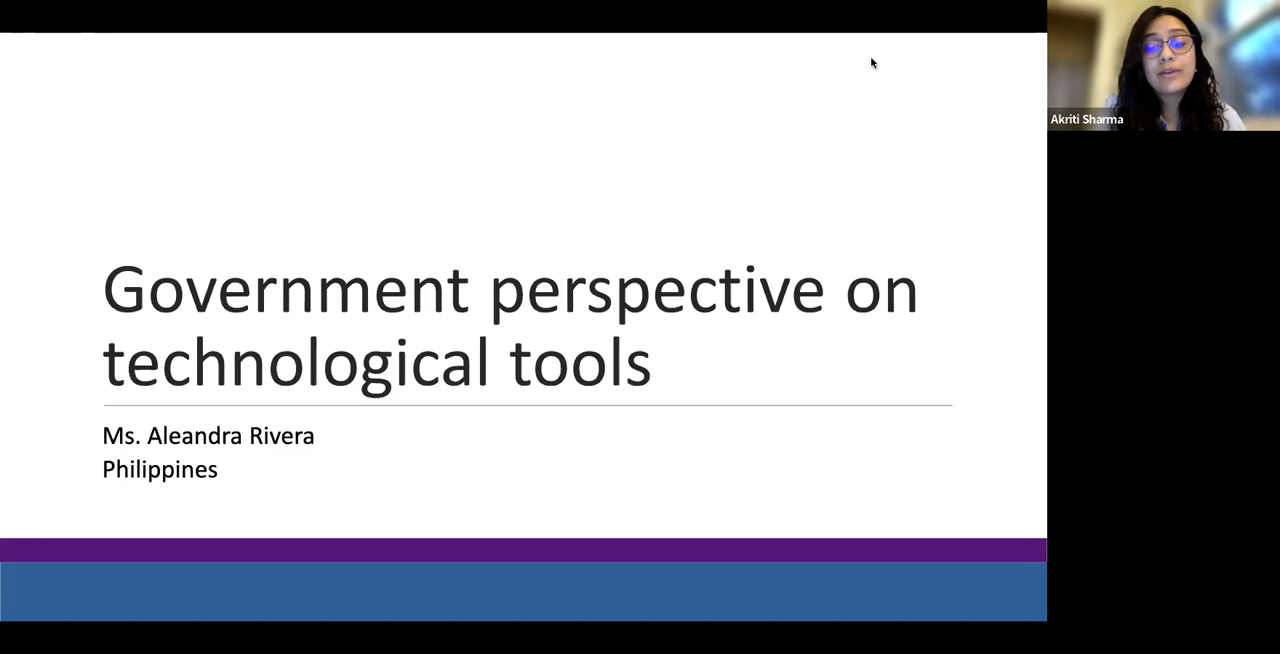 Government perspective on
technological tools
Ms. Aleandra Rivera
Philippines
Akriti Sharma